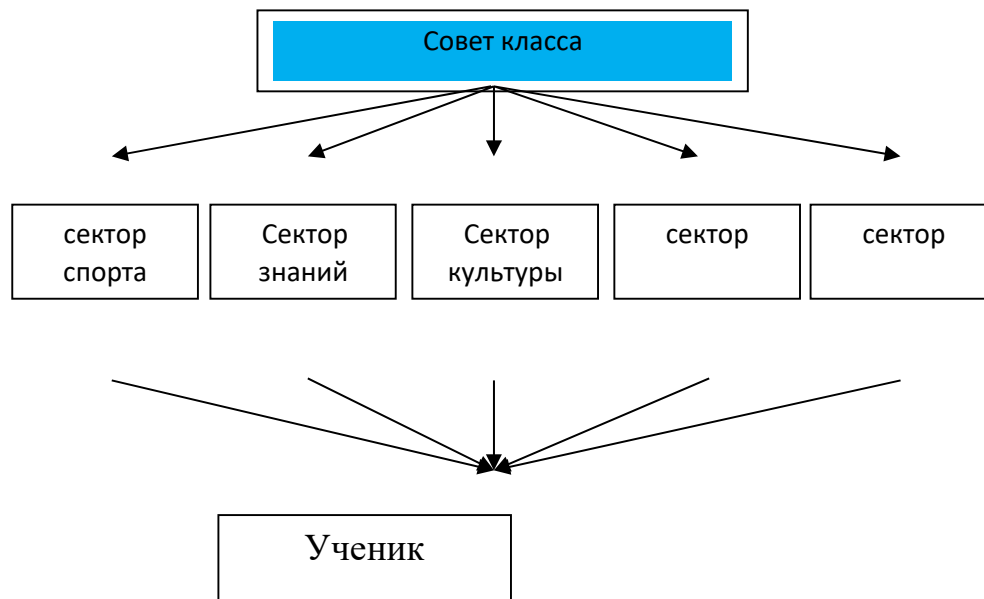 Совет класса
сектор
спорта
Сектор
знаний
Сектор
культуры
сектор
сектор
Ученик